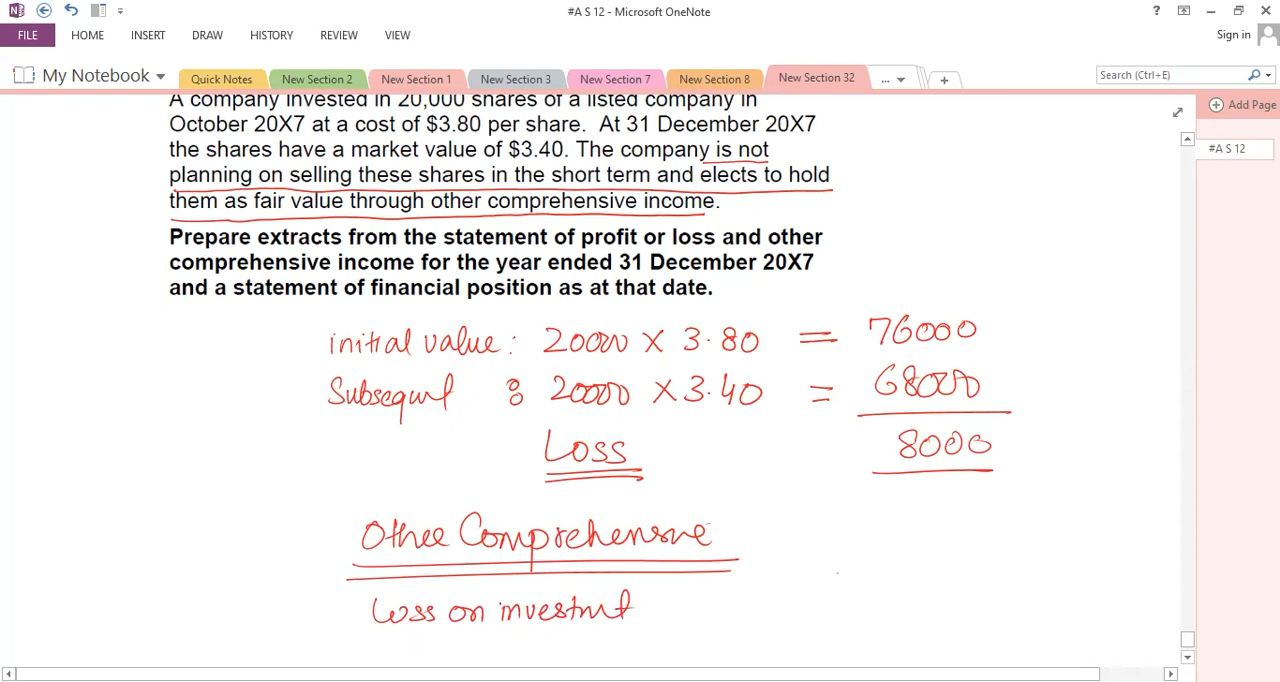 #A S 12 - Microsoft OneNote
?
FILE HOME INSERT DRAW HISTORY REVIEW VIEW
Sign in
My Notebook
Quick Notes New Section 2 New Section 1 New Section 3 New Section 7 New Section 8 New Section 32 ... +
Search (Ctrl+E)
Add Page
#A S 12
A company invested in 20,000 shares of a listed company in
October 20X7 at a cost of $3.80 per share. At 31 December 20X7
the shares have a market value of $3.40. The company is not
planning on selling these shares in the short term and elects to hold
them as fair value through other comprehensive income.
Prepare extracts from the statement of profit or loss and other
comprehensive income for the year ended 31 December 20X7
and a statement of financial position as at that date.
initial value : 20000 X 3.80 = 76000
: 20000 X 3.40 = 68000
Loss 8000
Other Comprehensive
Loss on